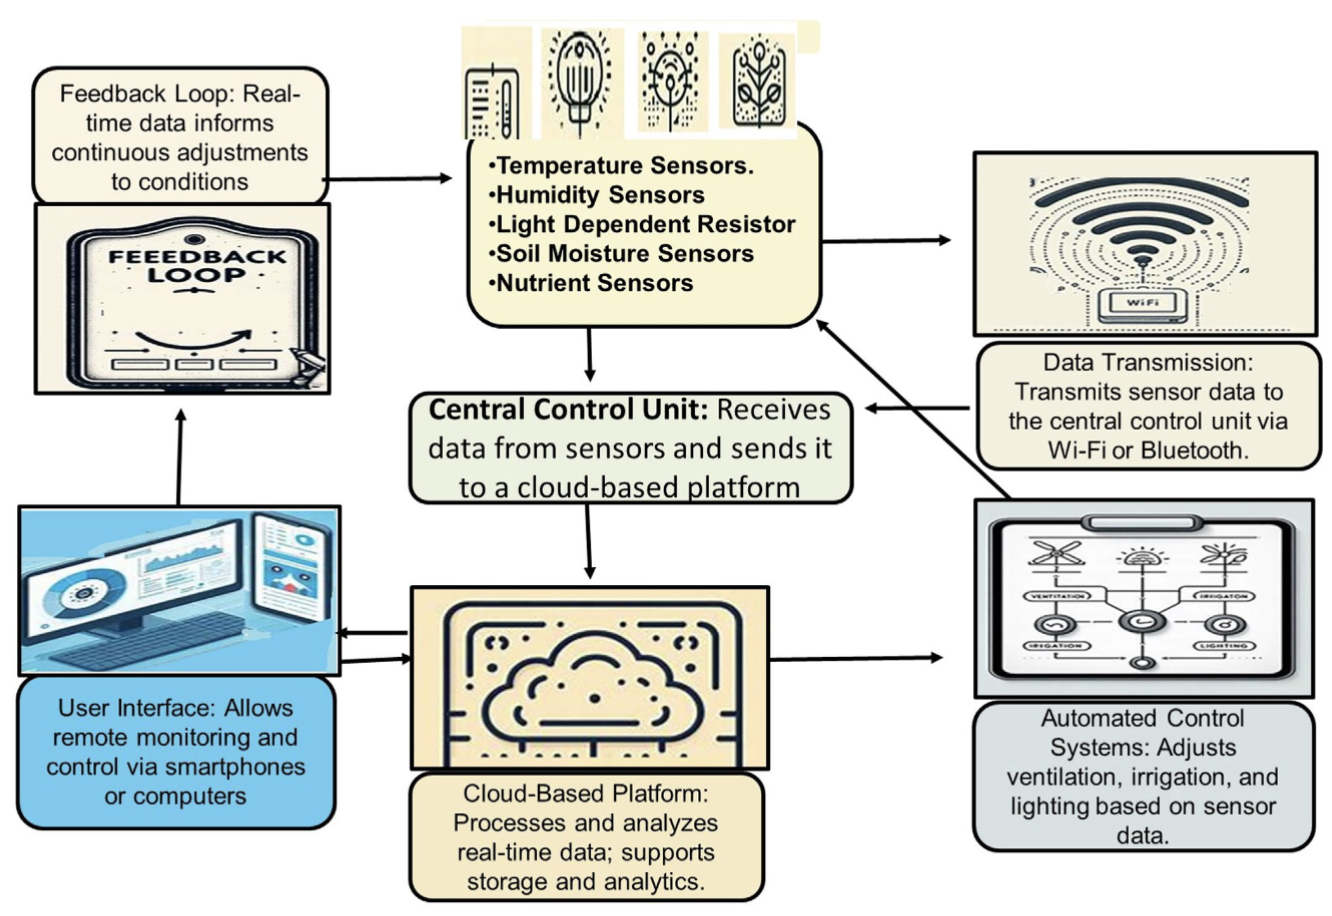 Feedback Loop: Real-
time data informs
continuous adjustments
to conditions
FEEEDBACK
LOOP
•Temperature Sensors.
•Humidity Sensors
•Light Dependent Resistor
•Soil Moisture Sensors
•Nutrient Sensors
WiFi
Data Transmission:
Transmits sensor data to
the central control unit via
Wi-Fi or Bluetooth.
Central Control Unit: Receives
data from sensors and sends it
to a cloud-based platform
User Interface: Allows
remote monitoring and
control via smartphones
or computers
Cloud-Based Platform:
Processes and analyzes
real-time data; supports
storage and analytics.
IRIGATION
LIGHTING
Automated Control
Systems: Adjusts
ventilation, irrigation, and
lighting based on sensor
data.